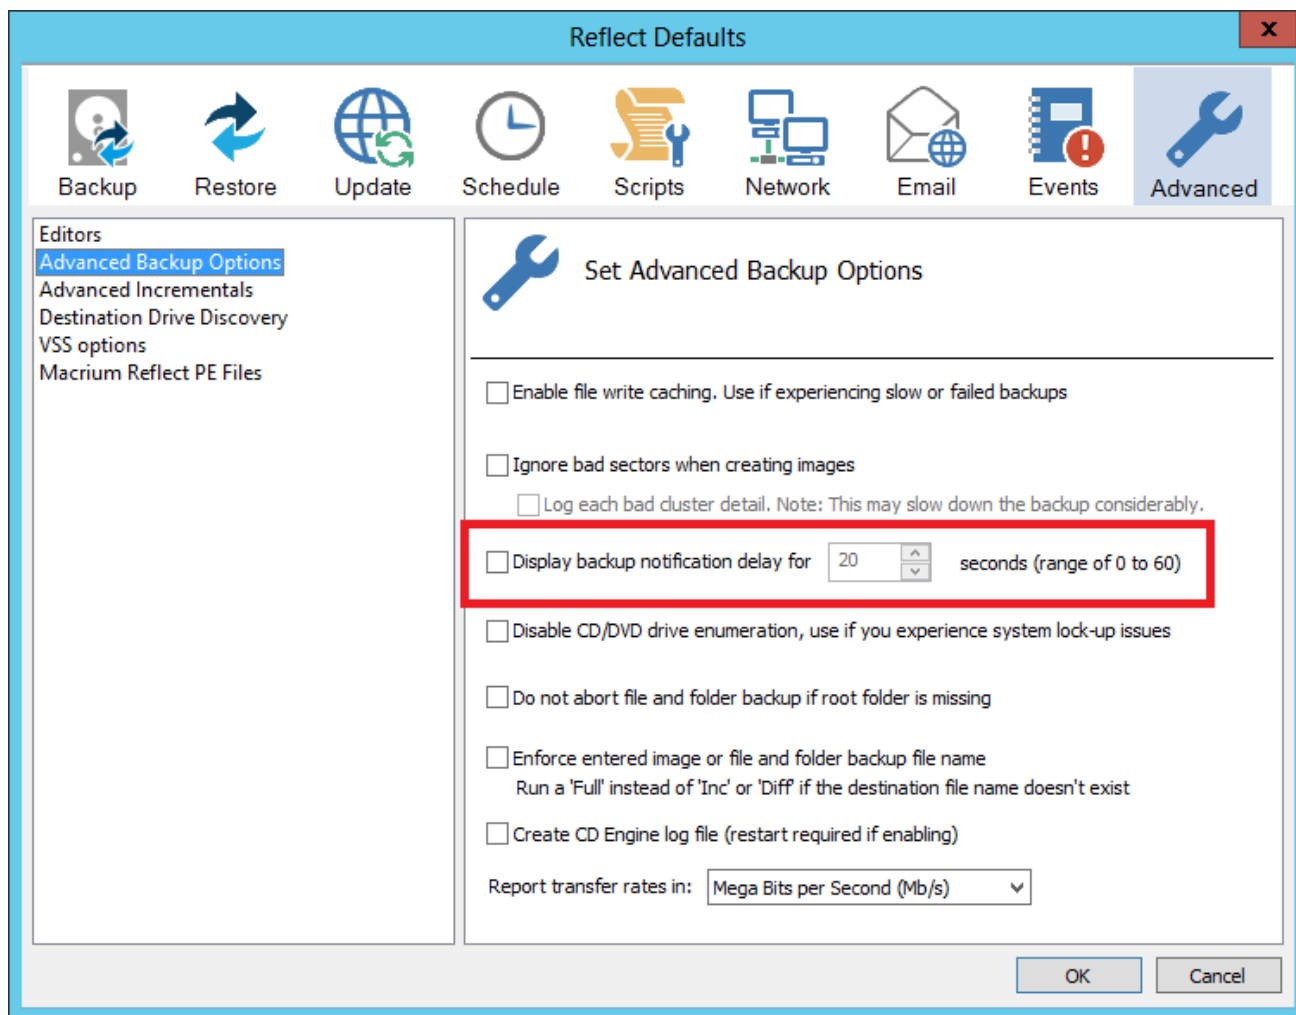 Reflect Defaults
x
Backup
Restore
Update
Schedule
Scripts
Network
Email
Events
Advanced
Editors
Advanced Backup Options
Advanced Incrementals
Destination Drive Discovery
VSS options
Macrium Reflect PE Files
Set Advanced Backup Options
Enable file write caching. Use if experiencing slow or failed backups
Ignore bad sectors when creating images
Log each bad cluster detail. Note: This may slow down the backup considerably.
Display backup notification delay for 20 seconds (range of 0 to 60)
Disable CD/DVD drive enumeration, use if you experience system lock-up issues
Do not abort file and folder backup if root folder is missing
Enforce entered image or file and folder backup file name
Run a 'Full' instead of 'Inc' or 'Diff' if the destination file name doesn't exist
Create CD Engine log file (restart required if enabling)
Report transfer rates in: Mega Bits per Second (Mb/s)
OK
Cancel